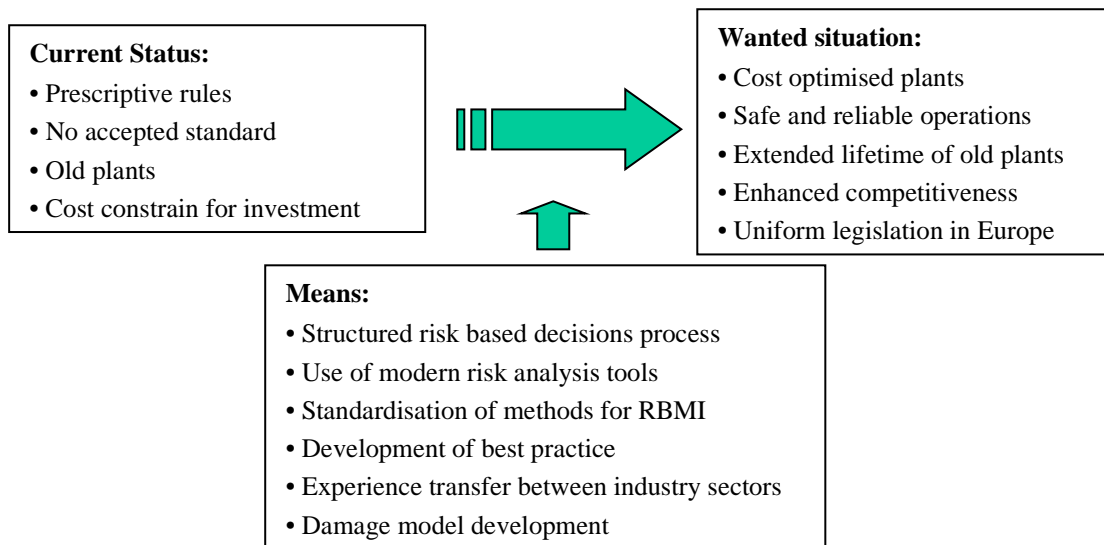 Current Status:
• Prescriptive rules
• No accepted standard
• Old plants
• Cost constrain for investment
Wanted situation:
• Cost optimised plants
• Safe and reliable operations
• Extended lifetime of old plants
• Enhanced competitiveness
• Uniform legislation in Europe
Means:
• Structured risk based decisions process
• Use of modern risk analysis tools
• Standardisation of methods for RBMI
• Development of best practice
• Experience transfer between industry sectors
• Damage model development